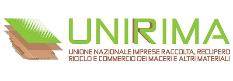 UNIRIMA
UNIONE NAZIONALE IMPRESE RACCOLTA, RECUPERO
RICICLO E COMMERCIO DEI MACERI E ALTRI MATERIALI